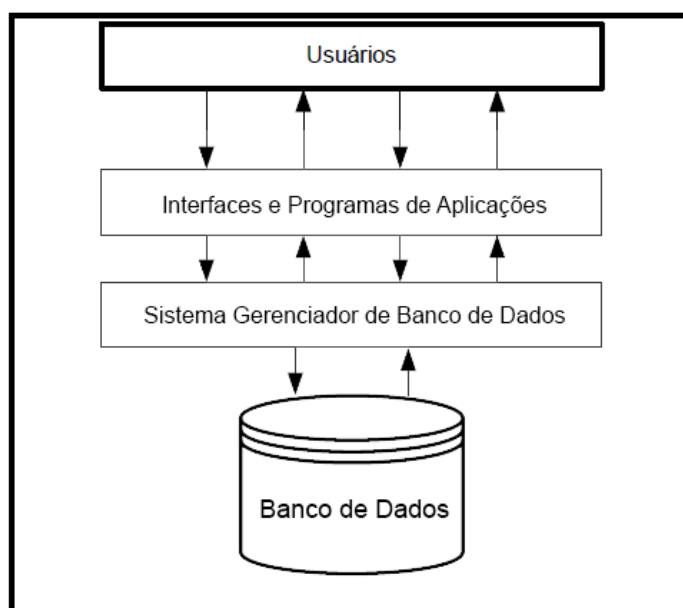 Usuários
Interfaces e Programas de Aplicações
Sistema Gerenciador de Banco de Dados
Banco de Dados